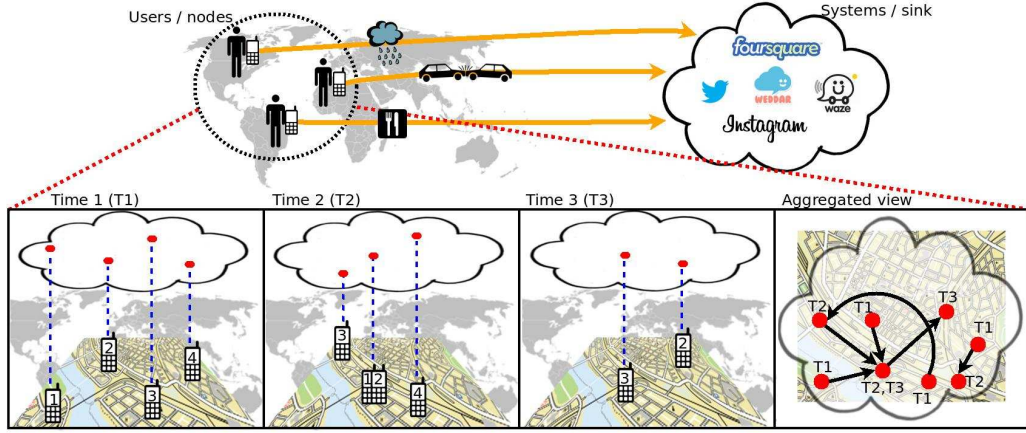 Users / nodes
Systems / sink
foursquare
WEDDAR
waze
Instagram
Time 1 (T1)
Time 2 (T2)
Time 3 (T3)
Aggregated view
1
2
3
4
3
1 2
4
3
2
T2
T1
T3
T1
T1
T2,T3
T1
T2